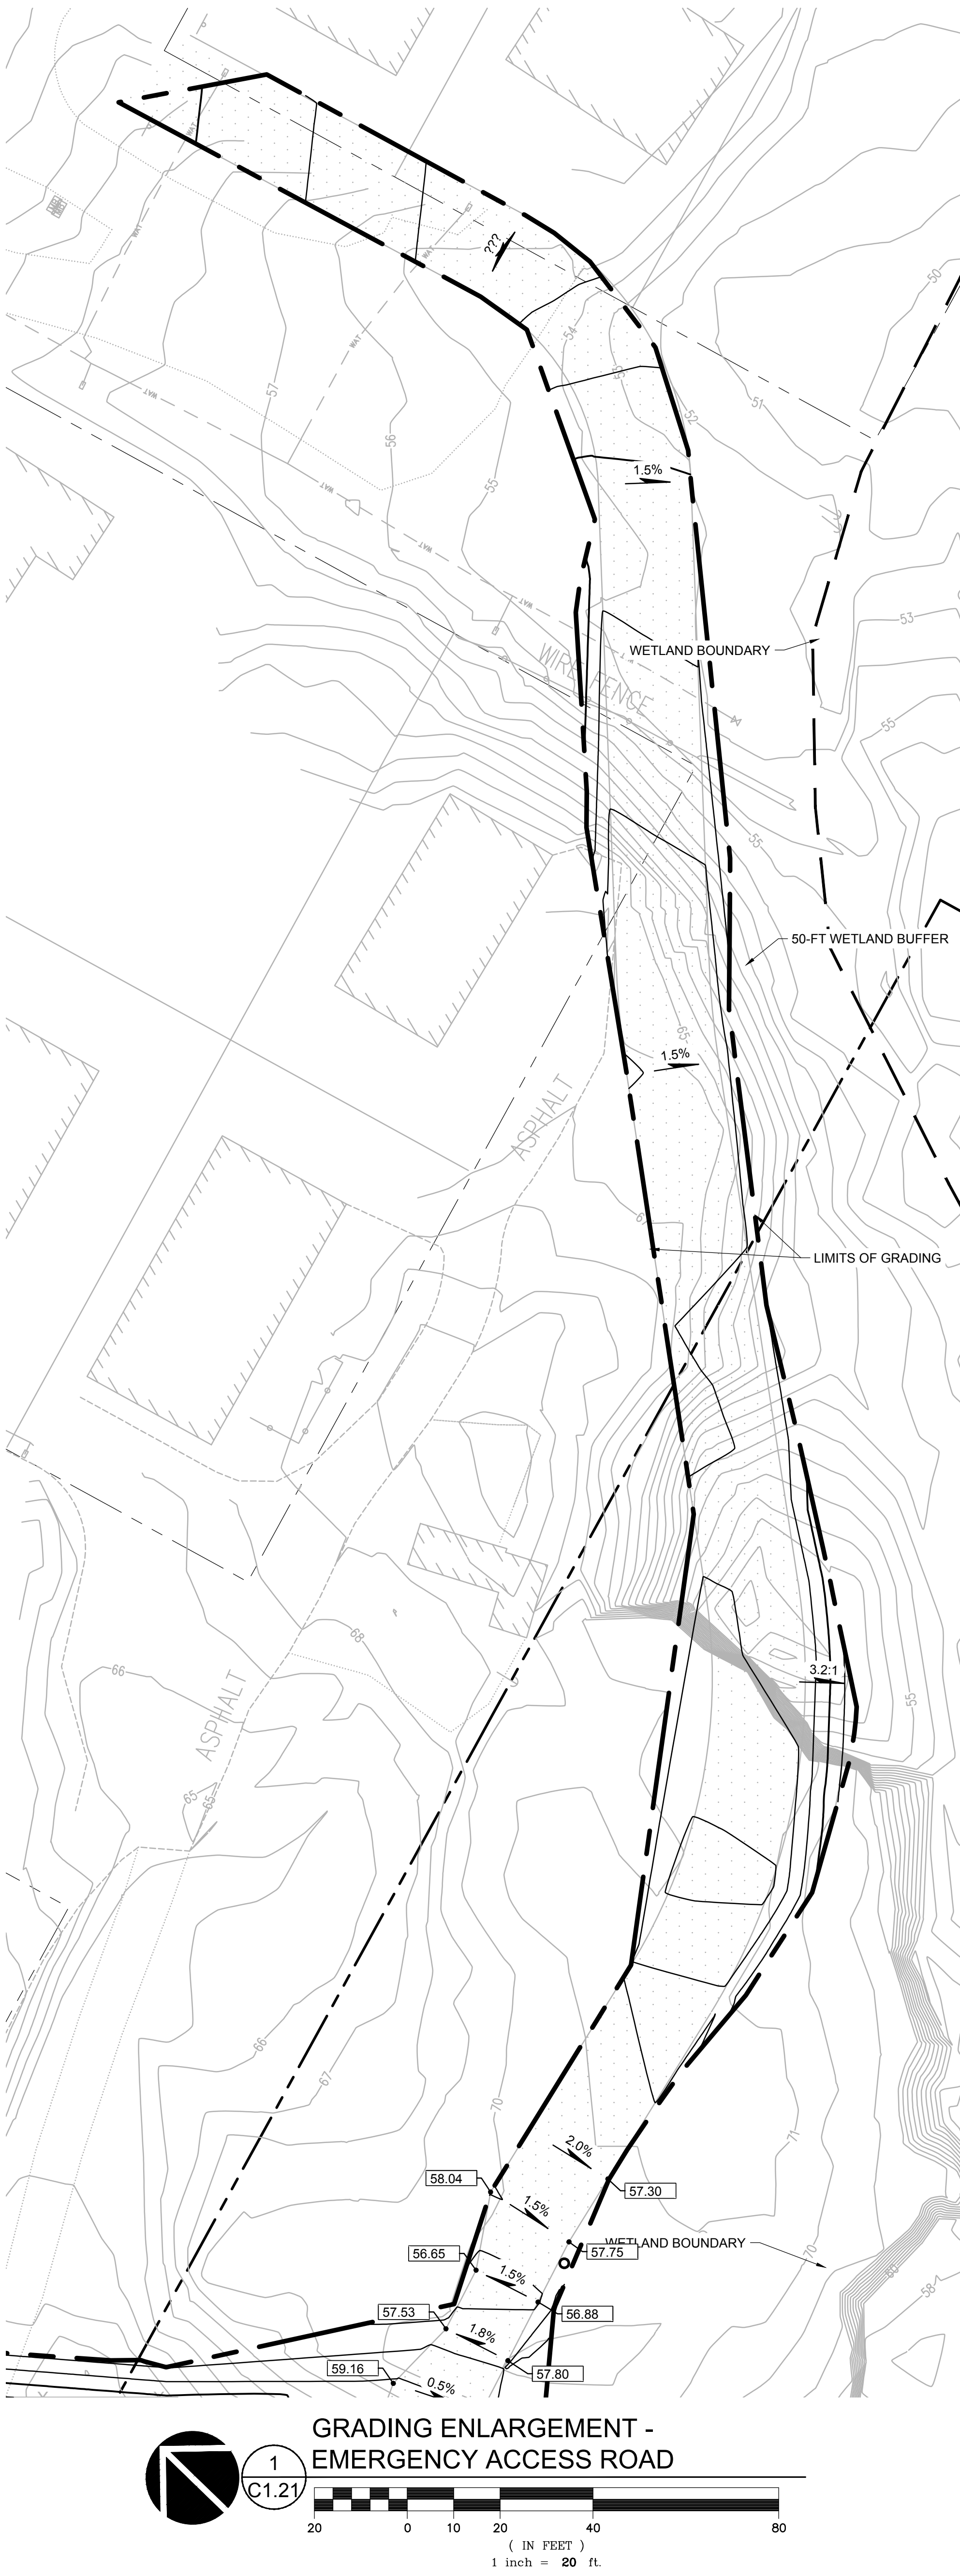 WAT
WAT
WAT
50
???
WAT
54
53
WAT
57
52
51
56
1.5%
55
WAT
WAT
WAT
53
WIRE FENCE
WETLAND BOUNDARY
55
55
50-FT WETLAND BUFFER
65
1.5%
ASPHALT
LIMITS OF GRADING
68
66
3.2:1
ASPHALT
55
65
65
66
67
70
71
2.0%
58.04
57.30
1.5%
WETLAND BOUNDARY
56.65
57.75
70
60
1.5%
58
57.53
56.88
1.8%
59.16
57.80
0.5%
GRADING ENLARGEMENT -
1
EMERGENCY ACCESS ROAD
C1.21
20 0 10 20 40 80
( IN FEET )
1 inch = 20 ft.